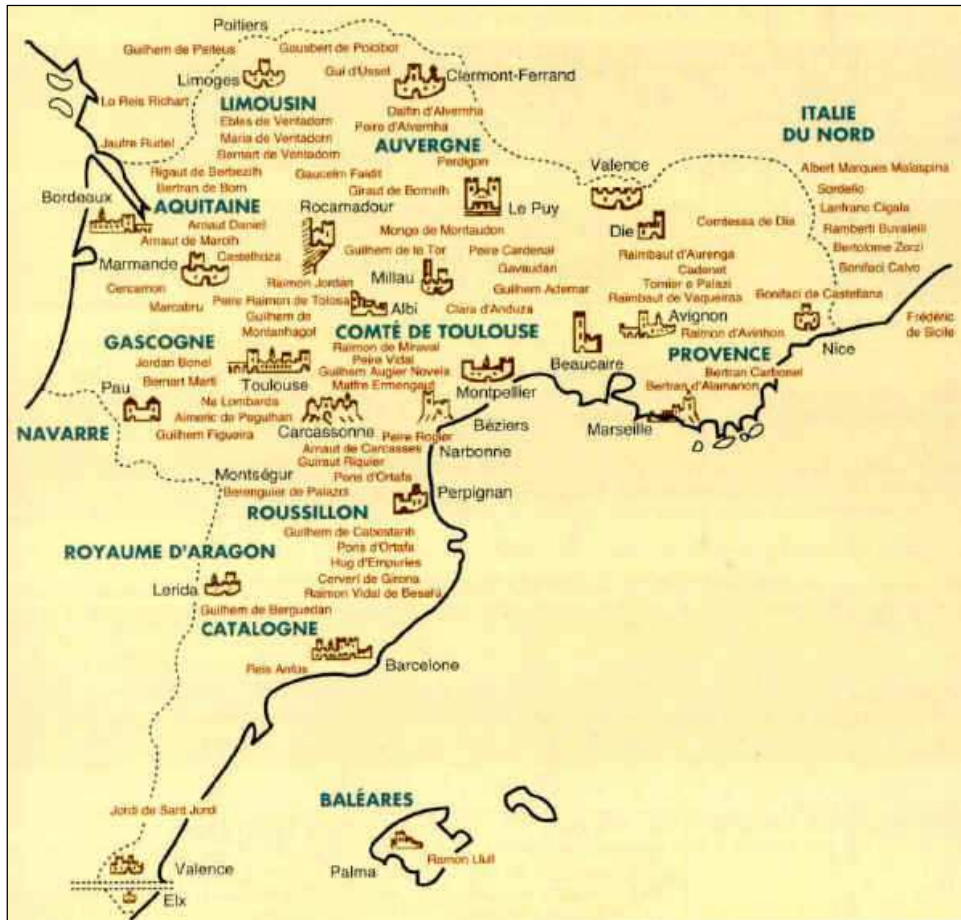 Poitiers
Guilhem de Peiteus
Gausbert de Poicibot
Limoges
Gui d'Ussel
Clermont-Ferrand
Lo Reis Richart
LIMOUSIN
Dalfin d'Alvernha
ITALIE
DU NORD
Ebles de Ventadorn
Peire d'Alvernha
Jaufre Rudel
Maria de Ventadorn
AUVERGNE
Bernart de Ventadorn
Perdigon
Albert Marques Malaspina
Rigaut de Berbezilh
Gaucelm Faidit
Valence
Sordello
Bertran de Born
Giraud de Bornelh
Bordeaux
AQUITAINE
Rocamadour
Le Puy
Lanfranc Cigala
Arnaut Daniel
Monge de Montaudon
Die
Comtessa de Dia
Ramberti Buvalelli
Arnaut de Marolh
Castelhoza
Guilhem de la Tor
Peire Cardenal
Raimbaut d'Aurenga
Bertolome Zorzi
Marmande
Millau
Gavaudan
Cadenet
Bonifaci Calvo
Cercamon
Raimon Jordan
Guilhem Ademar
Tomier e Palazi
Raimbaut de Vaqueiras
Bonifaci de Castellana
Marcabru
Peire Raimon de Tolosa
Albi
Clara d'Anduza
Avignon
Guilhem de
Montanhagol
COMTÉ DE TOULOUSE
Raimon d'Avinhon
Frédéric
de Sicile
GASCOGNE
Raimon de Miraval
Beaucaire
PROVENCE
Nice
Jordan Bonel
Peire Vidal
Bertran Carbonel
Bernart Marti
Toulouse
Guilhem Augier Novela
Matfre Ermengaut
Montpellier
Bertran d'Alamanon
Pau
Na Lombarda
Aimeric de Peguilhan
Béziers
Marseille
NAVARRE
Guilhem Figueira
Carcassonne
Peire Rogier
Arnaut de Carcasses
Narbonne
Guiraut Riquier
Montségur
Pons d'Ortafa
Berenguier de Palazol
Perpignan
ROUSSILLON
Guilhem de Cabestanh
Pons d'Ortafa
ROYAUME D'ARAGON
Hug d'Empuries
Cerverí de Girona
Lerida
Raimon Vidal de Besalú
Guilhem de Berguedan
CATALOGNE
Reis Anfos
Barcelone
Jordi de Sant Jordi
BALÉARES
Valence
Palma
Ramon Llull
Elx